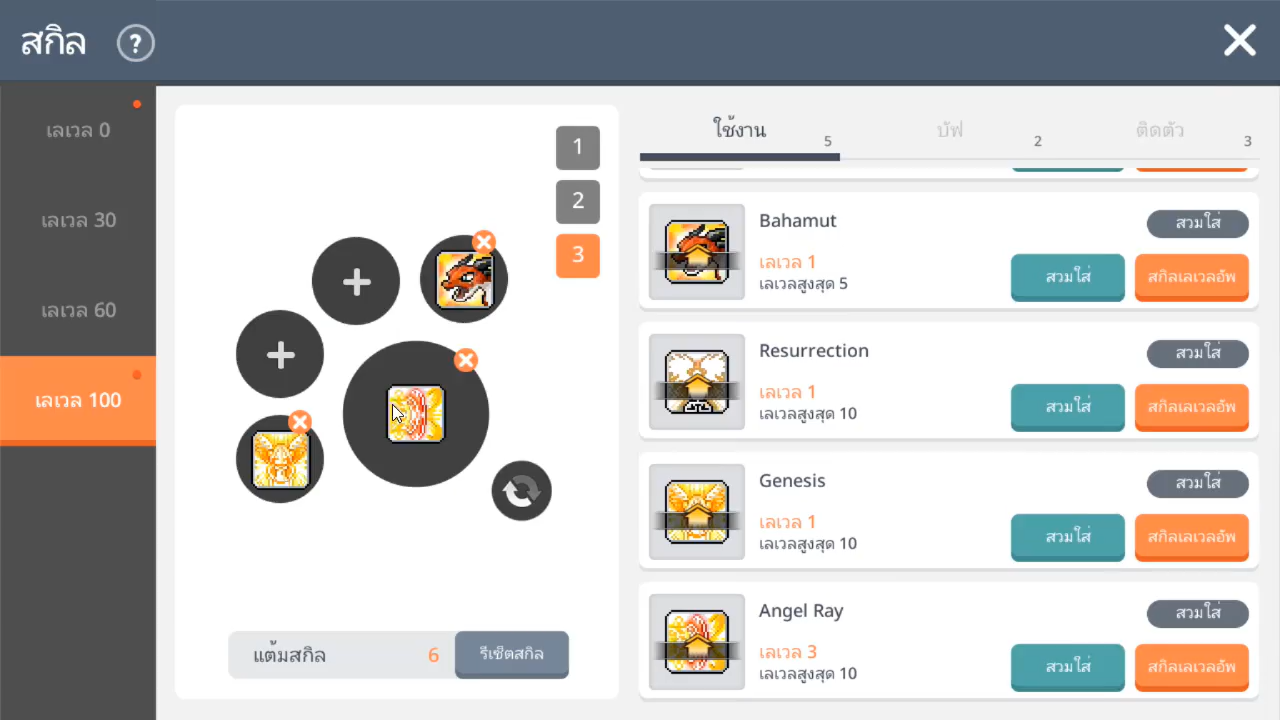 สกิล ?
เลเวล 0
เลเวล 30
เลเวล 60
เลเวล 100
1
2
3
แต้มสกิล 6 รีเซ็ตสกิล
ใช้งาน 5 บัฟ 2 ติดตัว 3
Bahamut สวมใส่
เลเวล 1
เลเวลสูงสุด 5
สวมใส่ สกิลเลเวลอัพ
Resurrection สวมใส่
เลเวล 1
เลเวลสูงสุด 10
สวมใส่ สกิลเลเวลอัพ
Genesis สวมใส่
เลเวล 1
เลเวลสูงสุด 10
สวมใส่ สกิลเลเวลอัพ
Angel Ray สวมใส่
เลเวล 3
เลเวลสูงสุด 10
สวมใส่ สกิลเลเวลอัพ